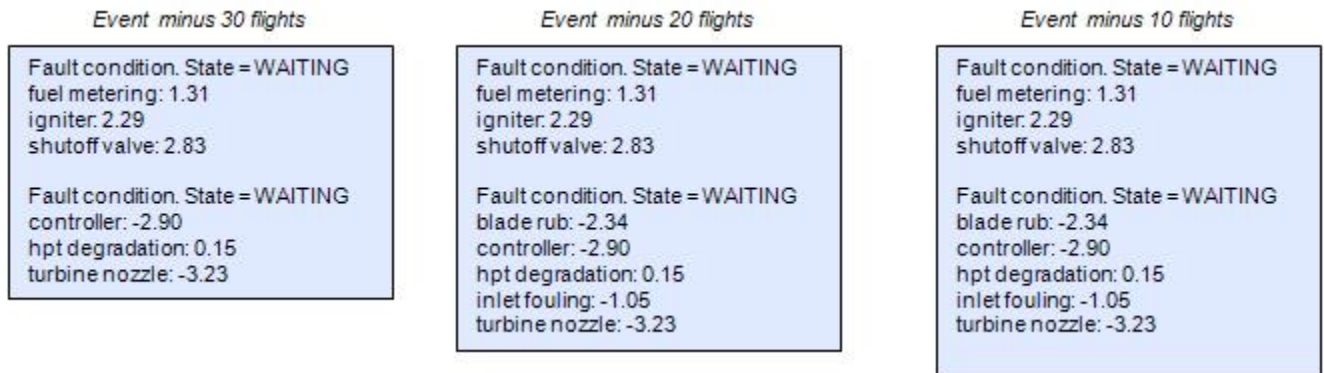 Event minus 30 flights
Fault condition. State = WAITING
fuel metering: 1.31
igniter: 2.29
shutoff valve: 2.83
Fault condition. State = WAITING
controller: -2.90
hpt degradation: 0.15
turbine nozzle: -3.23
Event minus 20 flights
Fault condition. State = WAITING
fuel metering: 1.31
igniter: 2.29
shutoff valve: 2.83
Fault condition. State = WAITING
blade rub: -2.34
controller: -2.90
hpt degradation: 0.15
inlet fouling: -1.05
turbine nozzle: -3.23
Event minus 10 flights
Fault condition. State = WAITING
fuel metering: 1.31
igniter: 2.29
shutoff valve: 2.83
Fault condition. State = WAITING
blade rub: -2.34
controller: -2.90
hpt degradation: 0.15
inlet fouling: -1.05
turbine nozzle: -3.23